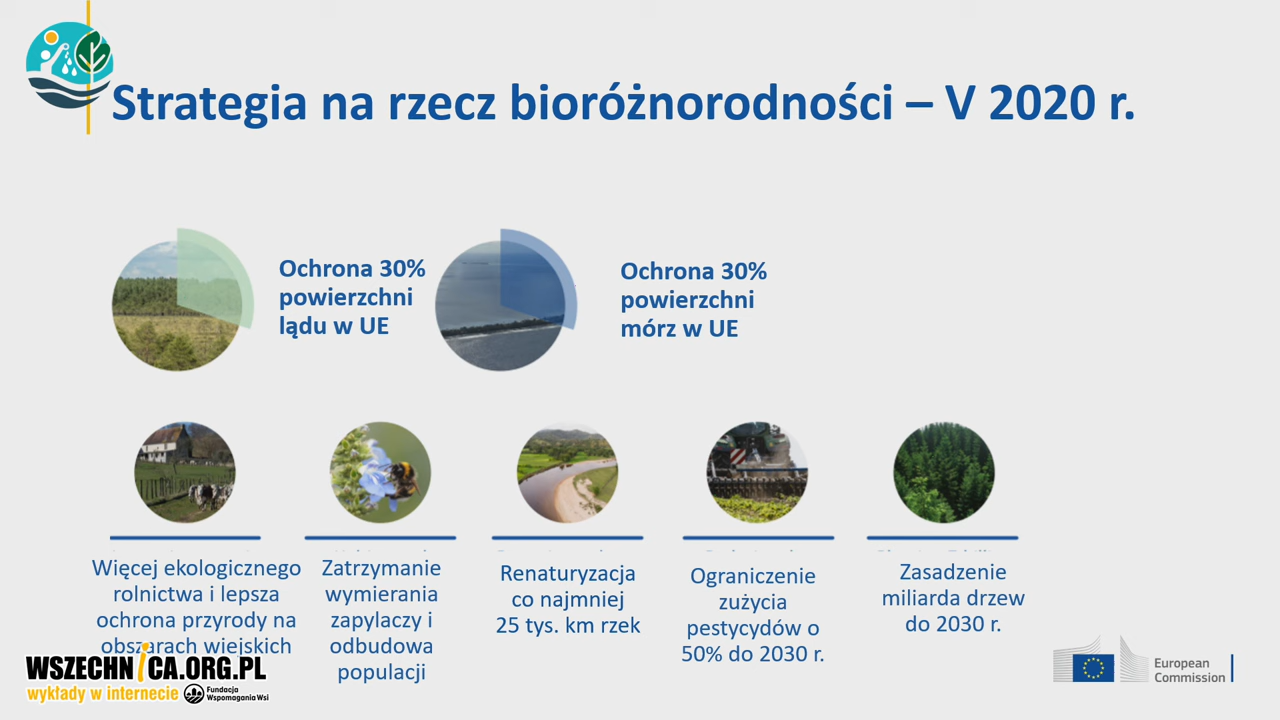 Strategia na rzecz bioróżnorodności – V 2020 r.
Ochrona 30%
powierzchni
lądu w UE
Ochrona 30%
powierzchni
mórz w UE
Więcej ekologicznego
rolnictwa i lepsza
ochrona przyrody na
obszarach wiejskich
Zatrzymanie
wymierania
zapylaczy i
odbudowa
populacji
Renaturyzacja
co najmniej
25 tys. km rzek
Ograniczenie
zużycia
pestycydów o
50% do 2030 r.
Zasadzenie
miliarda drzew
do 2030 r.
WSZECHNiCA.ORG.PL
wykłady w internecie
Fundacja
Wspomagania Wsi
European
Commission